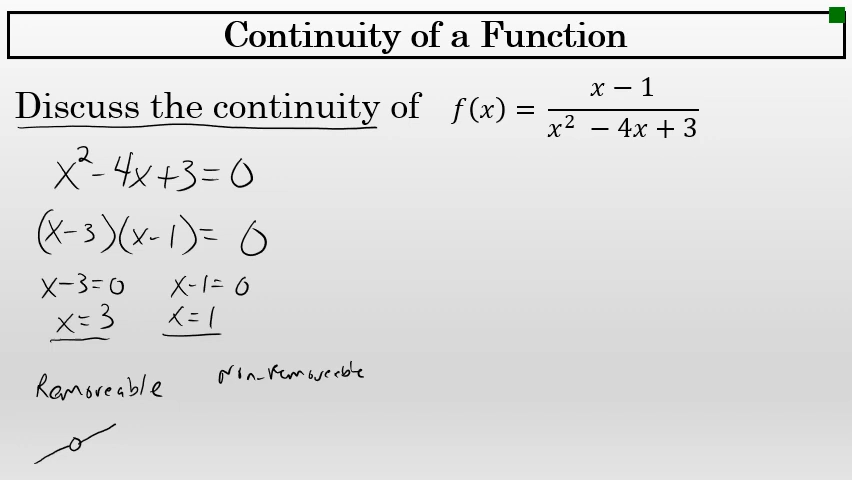 Continuity of a Function
Discuss the continuity of f(x) = (x − 1)/(x² − 4x + 3)
x² - 4x + 3 = 0
(x - 3)(x - 1) = 0
x - 3 = 0 x - 1 = 0
x = 3 x = 1
Removeable Non-removeable